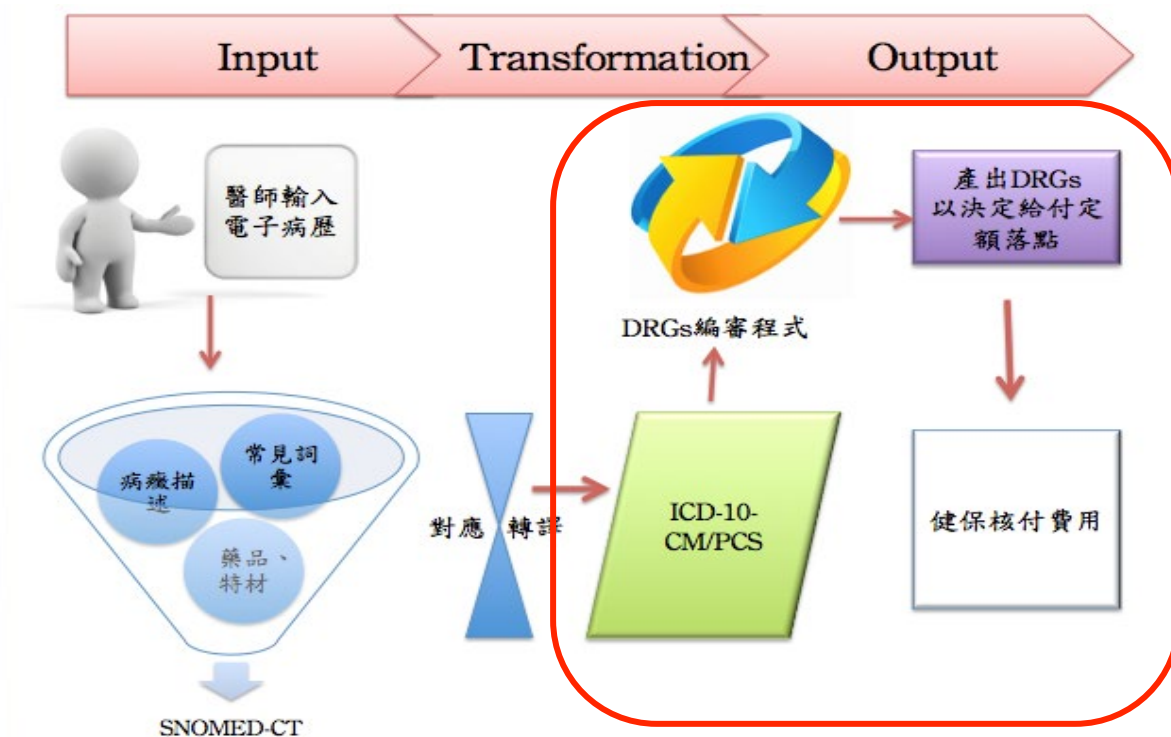 Input
Transformation
Output
醫師輸入
電子病歷
常見詞
彙
病癥描
述
藥品、
特材
SNOMED-CT
對應 轉譯
ICD-10-
CM/PCS
DRGs編審程式
產出DRGs
以決定給付定
額落點
健保核付費用